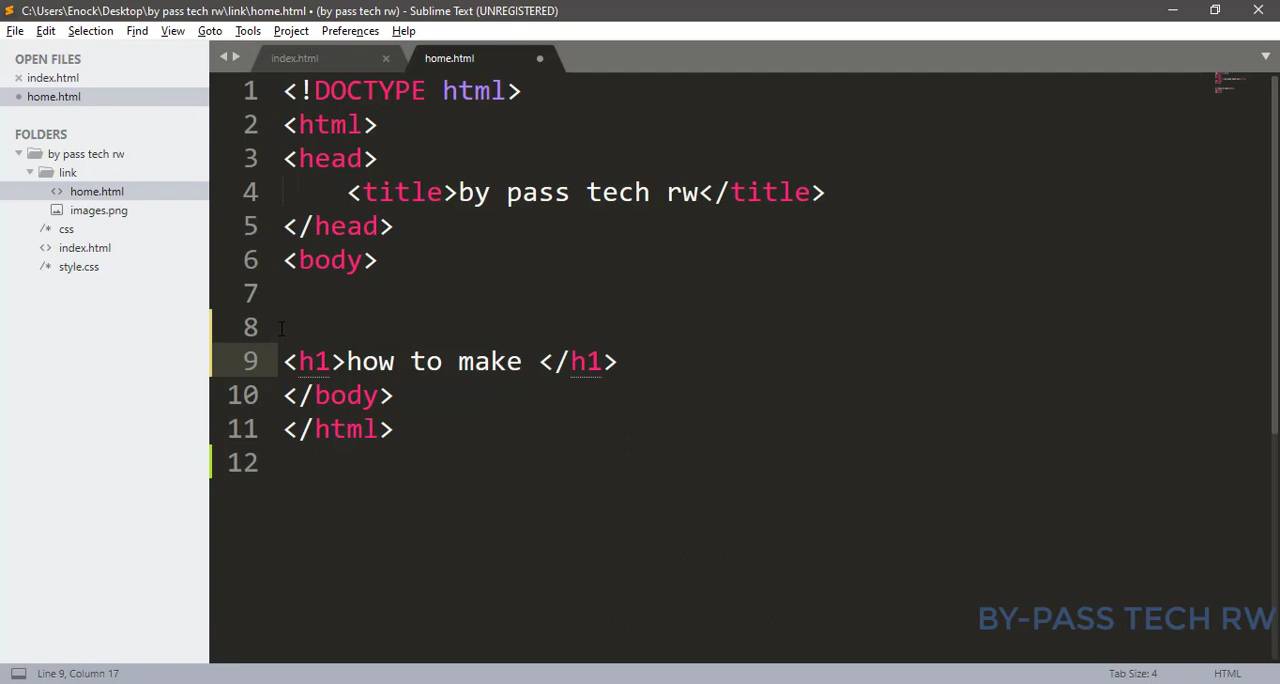 C:\Users\Enock\Desktop\by pass tech rw\link\home.html • (by pass tech rw) - Sublime Text (UNREGISTERED)
File Edit Selection Find View Goto Tools Project Preferences Help
OPEN FILES
index.html
home.html
FOLDERS
by pass tech rw
link
home.html
images.png
css
index.html
style.css
index.html home.html
1 <!DOCTYPE html>
2 <html>
3 <head>
4 <title>by pass tech rw</title>
5 </head>
6 <body>
7
8
9 <h1>how to make </h1>
10 </body>
11 </html>
12
BY-PASS TECH RW
Line 9, Column 17 Tab Size: 4 HTML